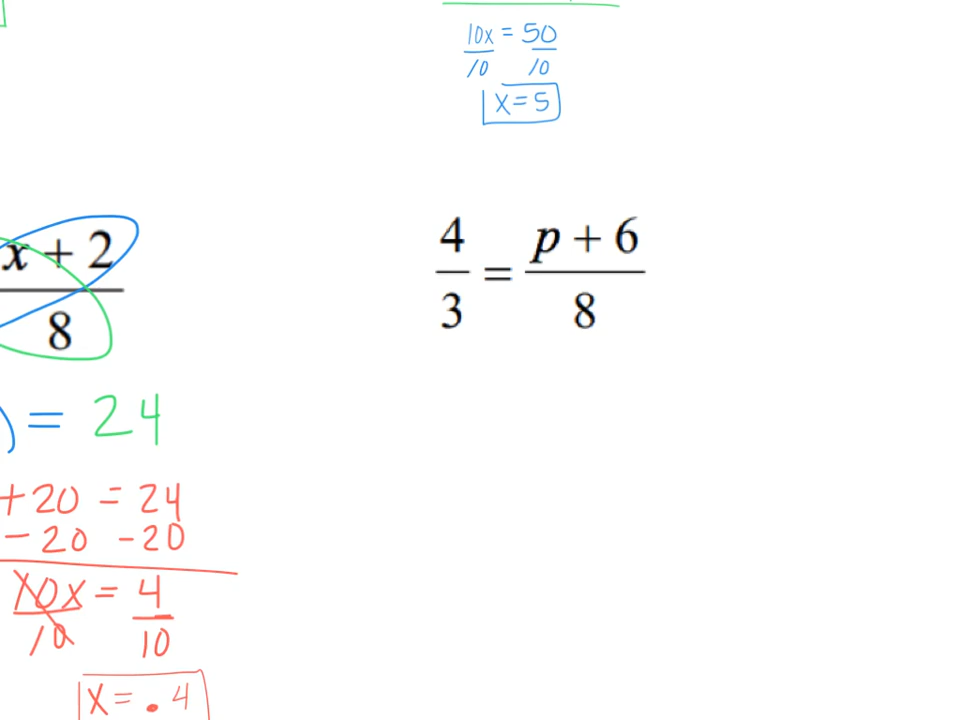 10x = 50
/10 /10
x = 5
x + 2
8
) = 24
+20 = 24
- 20 -20
10x = 4
10 10
x = .4
4/3 = p + 6/8